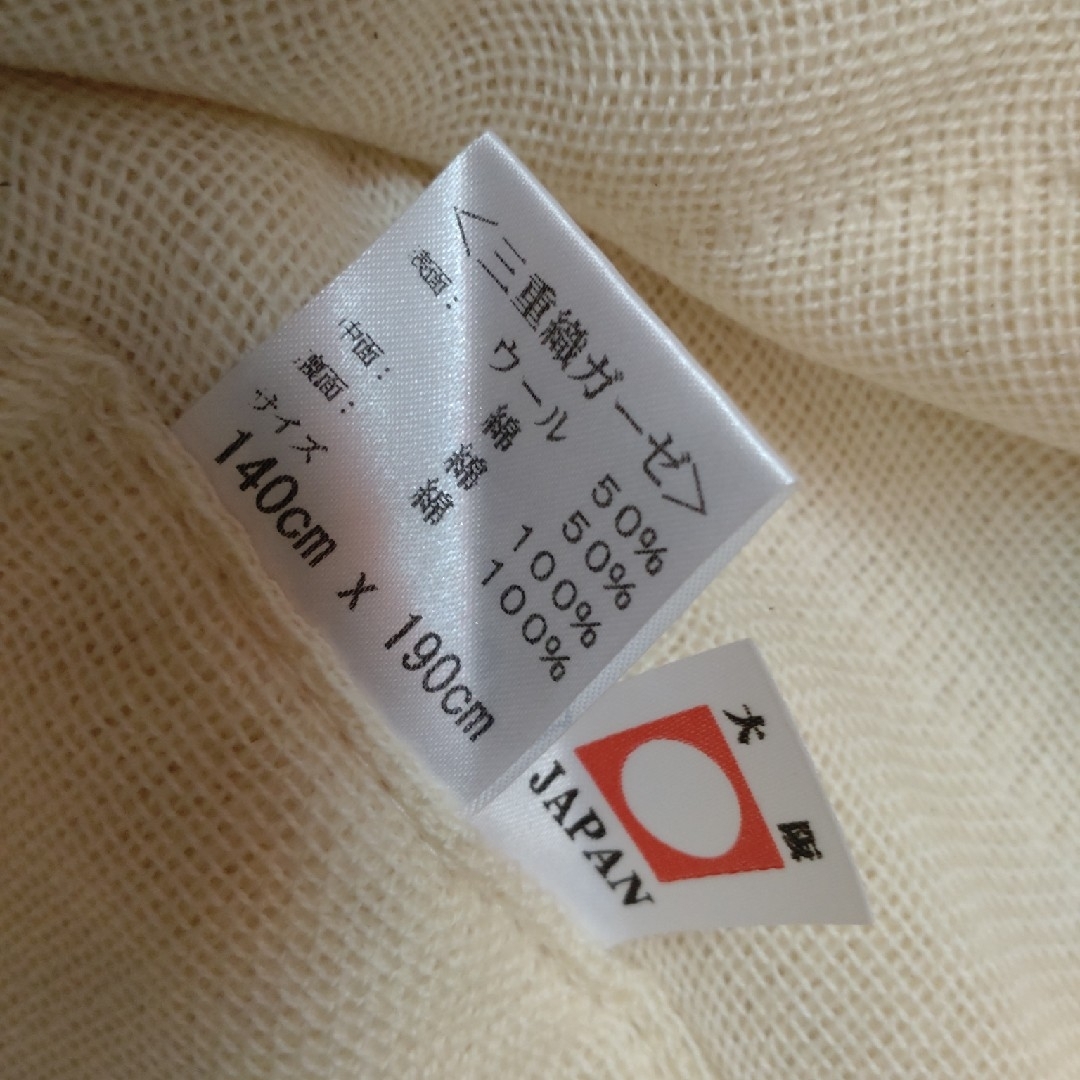 <三重織ガーゼ>
表面: ウール 50%
綿 50%
中面: 綿 100%
裏面: 綿 100%
サイズ
140cm x 190cm
大阪
JAPAN